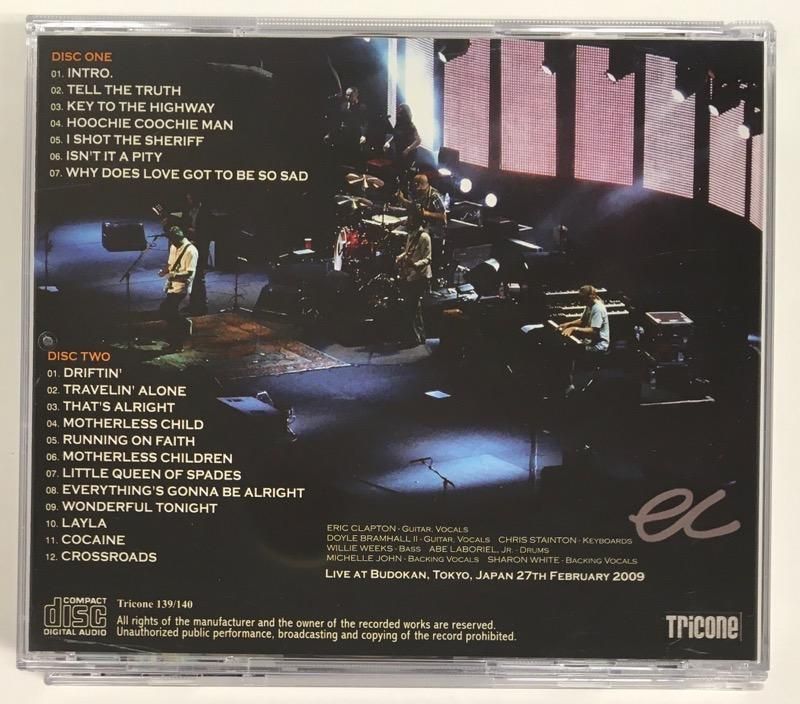 DISC ONE
01. INTRO.
02. TELL THE TRUTH
03. KEY TO THE HIGHWAY
04. HOOCHIE COOCHIE MAN
05. I SHOT THE SHERIFF
06. ISN'T IT A PITY
07. WHY DOES LOVE GOT TO BE SO SAD
DISC TWO
01. DRIFTIN'
02. TRAVELIN' ALONE
03. THAT'S ALRIGHT
04. MOTHERLESS CHILD
05. RUNNING ON FAITH
06. MOTHERLESS CHILDREN
07. LITTLE QUEEN OF SPADES
08. EVERYTHING'S GONNA BE ALRIGHT
09. WONDERFUL TONIGHT
10. LAYLA
11. COCAINE
12. CROSSROADS
ec
ERIC CLAPTON - GUITAR, VOCALS
DOYLE BRAMHALL II - GUITAR, VOCALS CHRIS STAINTON - KEYBOARDS
WILLIE WEEKS - BASS ABE LABORIEL, JR. - DRUMS
MICHELLE JOHN - BACKING VOCALS SHARON WHITE - BACKING VOCALS
LIVE AT BUDOKAN, TOKYO, JAPAN 27TH FEBRUARY 2009
COMPACT
disc
DIGITAL AUDIO
Tricone 139/140
All rights of the manufacturer and the owner of the recorded works are reserved.
Unauthorized public performance, broadcasting and copying of the record prohibited.
TRICONE